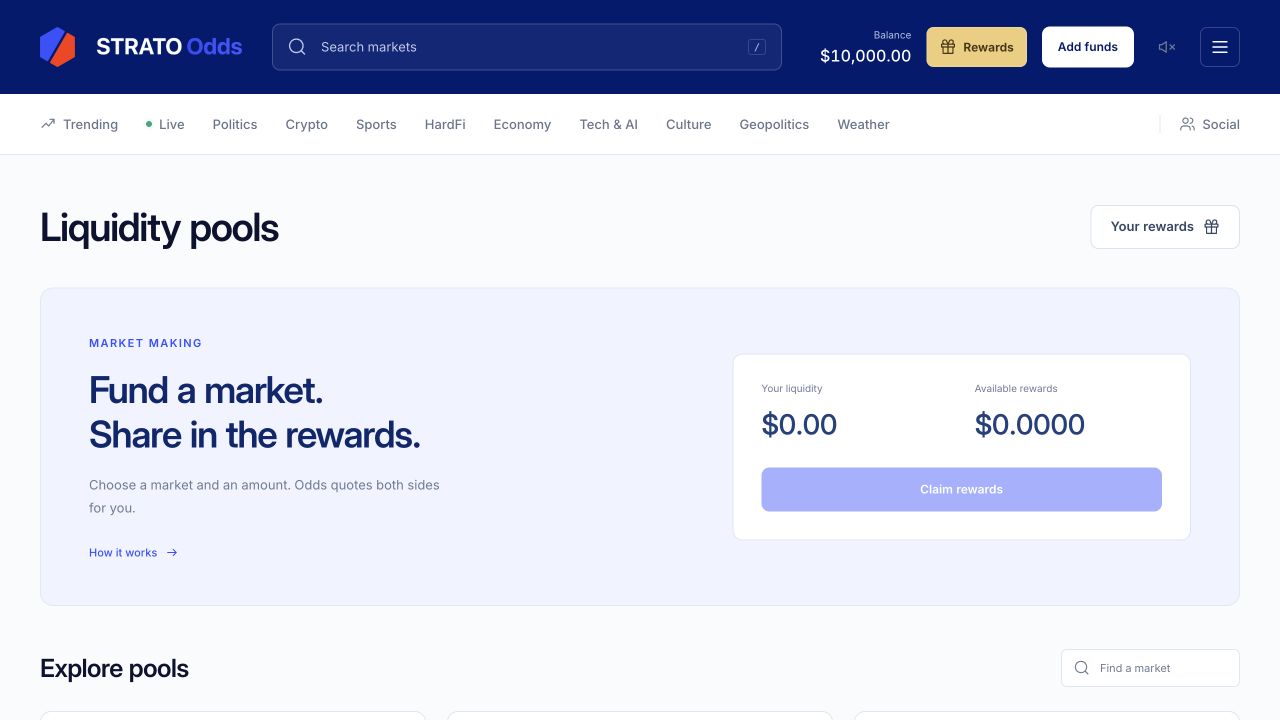 STRATO Odds
Search markets
/
Balance
$10,000.00
Rewards
Add funds
Trending
Live
Politics
Crypto
Sports
HardFi
Economy
Tech & AI
Culture
Geopolitics
Weather
Social
Liquidity pools
Your rewards
MARKET MAKING
Fund a market.
Share in the rewards.
Choose a market and an amount. Odds quotes both sides
for you.
How it works
Your liquidity
$0.00
Available rewards
$0.0000
Claim rewards
Explore pools
Find a market